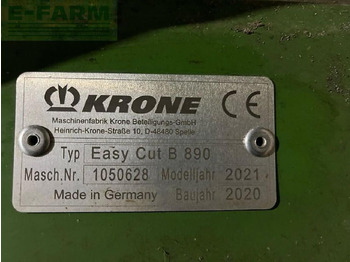 E-FARM
KRONE CE
Maschinenfabrik Krone Beteiligungs-GmbH
Heinrich-Krone-Straße 10, D-48480 Spelle
Typ Easy Cut B 890
Masch.Nr. 1050628 Modelljahr 2021
Made in Germany Baujahr 2020